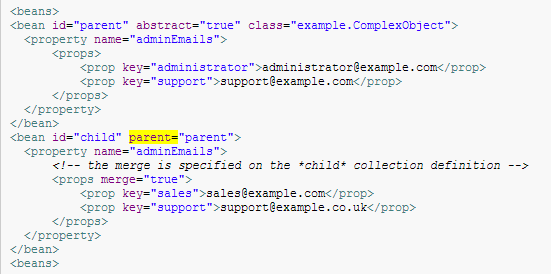 <beans>
<bean id="parent" abstract="true" class="example.ComplexObject">
<property name="adminEmails">
<props>
<prop key="administrator">administrator@example.com</prop>
<prop key="support">support@example.com</prop>
</props>
</property>
</bean>
<bean id="child" parent="parent">
<property name="adminEmails">
<!-- the merge is specified on the *child* collection definition -->
<props merge="true">
<prop key="sales">sales@example.com</prop>
<prop key="support">support@example.co.uk</prop>
</props>
</property>
</bean>
<beans>